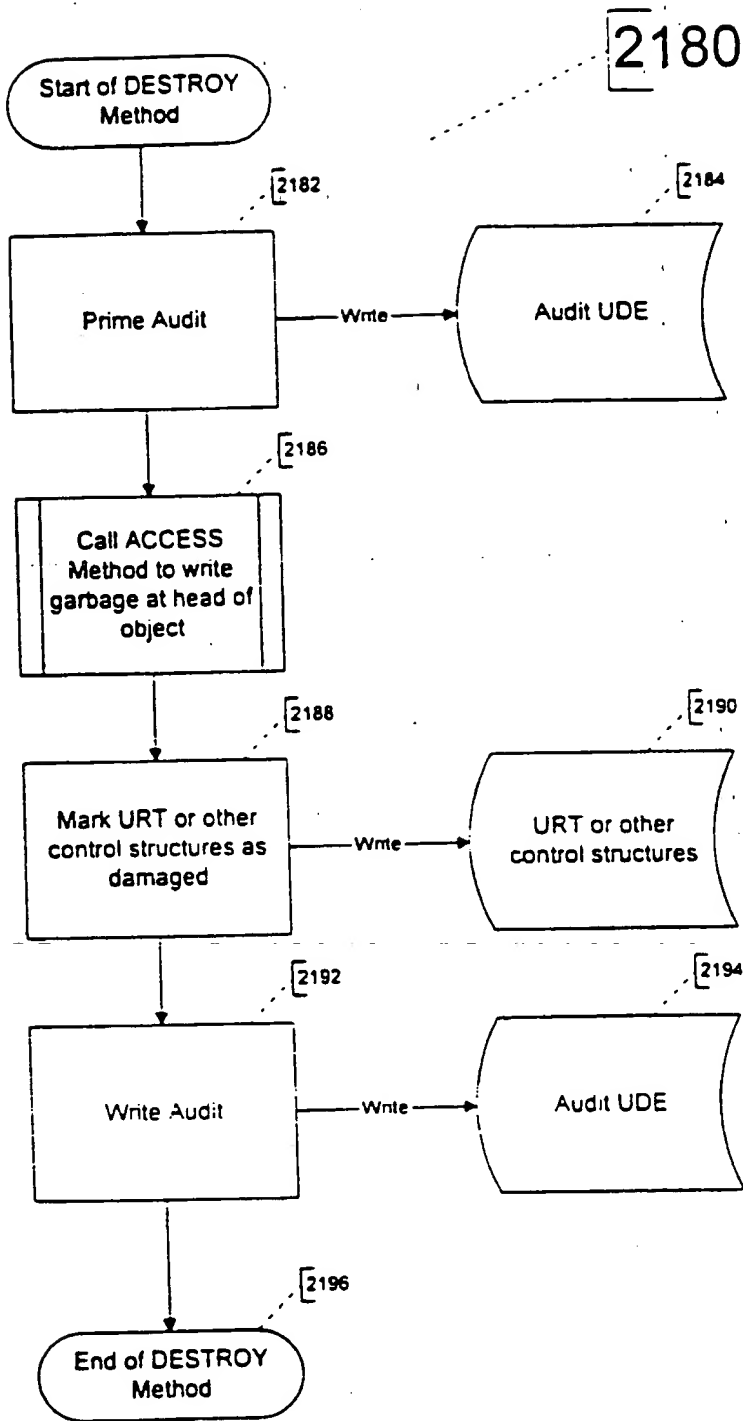 2180
Start of DESTROY
Method
2182
2184
Prime Audit
Write
Audit UDE
2186
Call ACCESS
Method to write
garbage at head of
object
2188
2190
Mark URT or other
control structures as
damaged
Write
URT or other
control structures
2192
2194
Write Audit
Write
Audit UDE
2196
End of DESTROY
Method